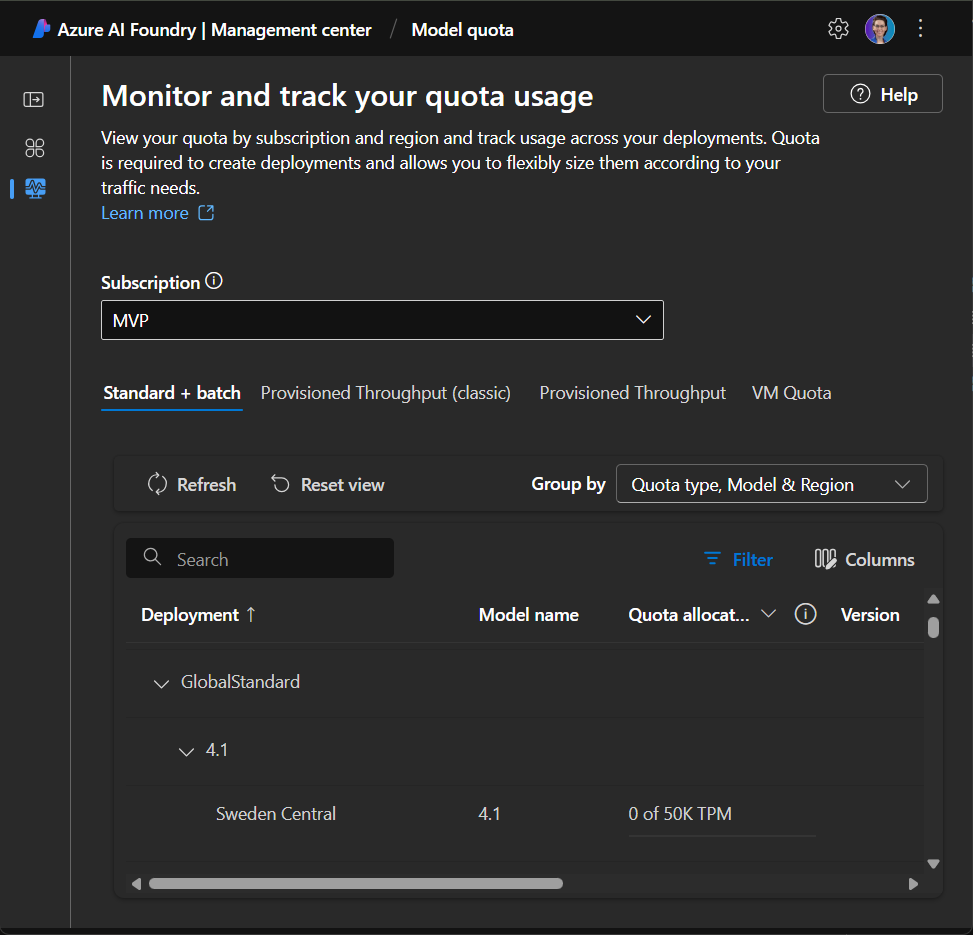 Azure AI Foundry | Management center / Model quota
Monitor and track your quota usage
Help
View your quota by subscription and region and track usage across your deployments. Quota
is required to create deployments and allows you to flexibly size them according to your
traffic needs.
Learn more
Subscription
MVP
Standard + batch Provisioned Throughput (classic) Provisioned Throughput VM Quota
Refresh Reset view Group by Quota type, Model & Region
Search Filter Columns
Deployment ↑ Model name Quota allocat... Version
GlobalStandard
4.1
Sweden Central 4.1 0 of 50K TPM